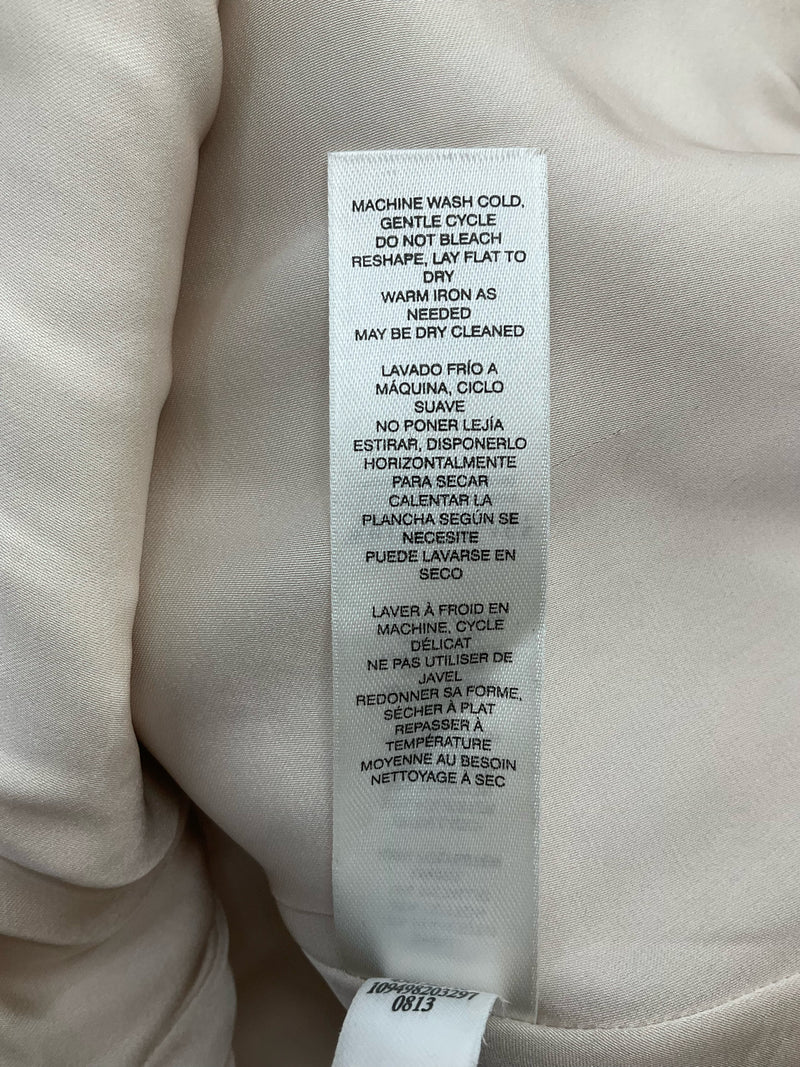 MACHINE WASH COLD,
GENTLE CYCLE
DO NOT BLEACH
RESHAPE, LAY FLAT TO
DRY
WARM IRON AS
NEEDED
MAY BE DRY CLEANED
LAVADO FRÍO A
MÁQUINA, CICLO
SUAVE
NO PONER LEJÍA
ESTIRAR, DISPONERLO
HORIZONTALMENTE
PARA SECAR
CALENTAR LA
PLANCHA SEGÚN SE
NECESITE
PUEDE LAVARSE EN
SECO
LAVER À FROID EN
MACHINE, CYCLE
DÉLICAT
NE PAS UTILISER DE
JAVEL
REDONNER SA FORME,
SÉCHER À PLAT
REPASSER À
TEMPÉRATURE
MOYENNE AU BESOIN
NETTOYAGE À SEC
109498203297
0813